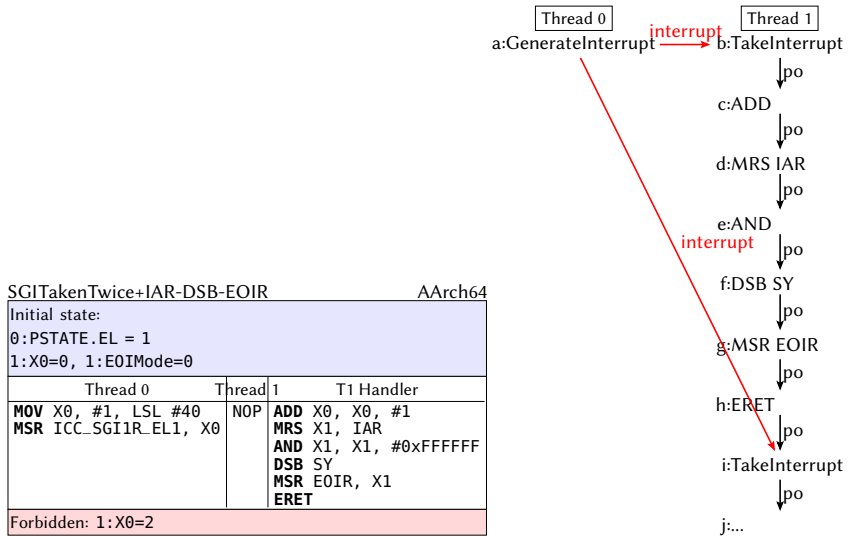 SGITakenTwice+IAR-DSB-EOIR AArch64
Initial state:
0:PSTATE.EL = 1
1:X0=0, 1:EOIMode=0
Thread 0 Thread 1 T1 Handler
MOV X0, #1, LSL #40 NOP ADD X0, X0, #1
MSR ICC_SGI1R_EL1, X0 MRS X1, IAR
AND X1, X1, #0xFFFFFF
DSB SY
MSR EOIR, X1
ERET
Forbidden: 1:X0=2
Thread 0 Thread 1
a:GenerateInterrupt interrupt b:TakeInterrupt
po
c:ADD
po
d:MRS IAR
po
e:AND
interrupt po
f:DSB SY
po
g:MSR EOIR
po
h:ERET
po
i:TakeInterrupt
po
j:...